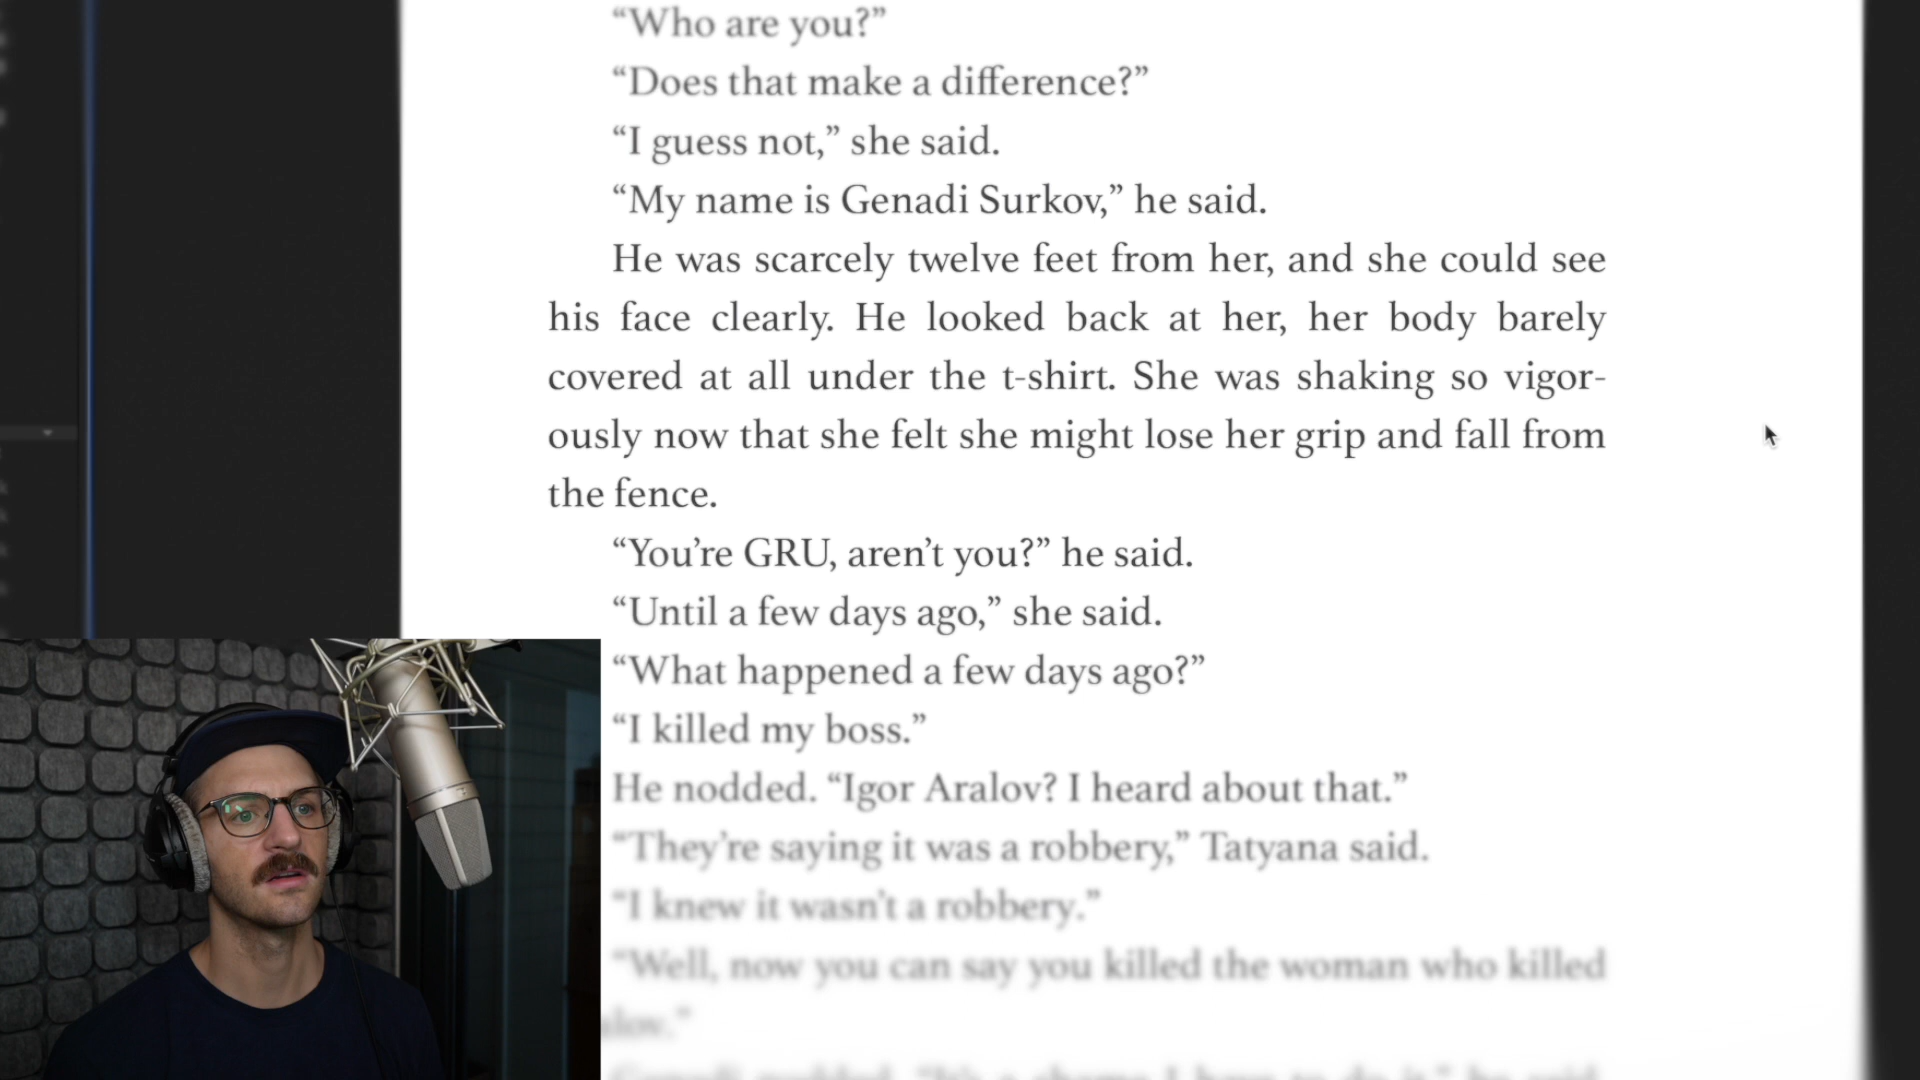 “Who are you?”
“Does that make a difference?”
“I guess not,” she said.
“My name is Genadi Surkov,” he said.
He was scarcely twelve feet from her, and she could see
his face clearly. He looked back at her, her body barely
covered at all under the t-shirt. She was shaking so vigor-
ously now that she felt she might lose her grip and fall from
the fence.
“You’re GRU, aren’t you?” he said.
“Until a few days ago,” she said.
“What happened a few days ago?”
“I killed my boss.”
He nodded. “Igor Aralov? I heard about that.”
“They’re saying it was a robbery,” Tatyana said.
“I knew it wasn’t a robbery.”
“Well, now you can say you killed the woman who killed